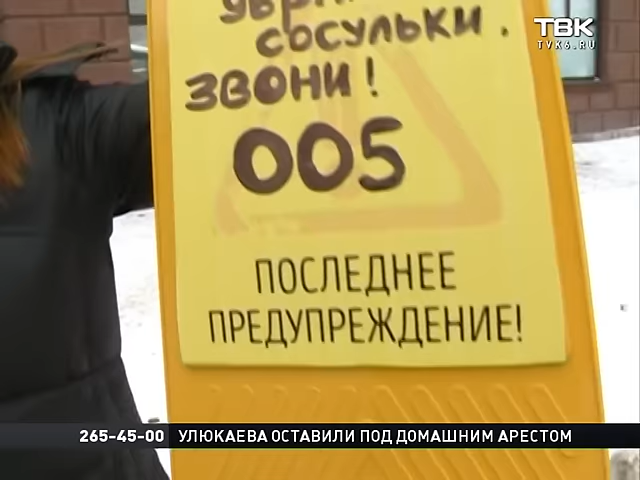 сосульки.
звони!
005
ПОСЛЕДНЕЕ
ПРЕДУПРЕЖДЕНИЕ!
ТВК
TVK6.RU
265-45-00 УЛЮКАЕВА ОСТАВИЛИ ПОД ДОМАШНИМ АРЕСТОМ